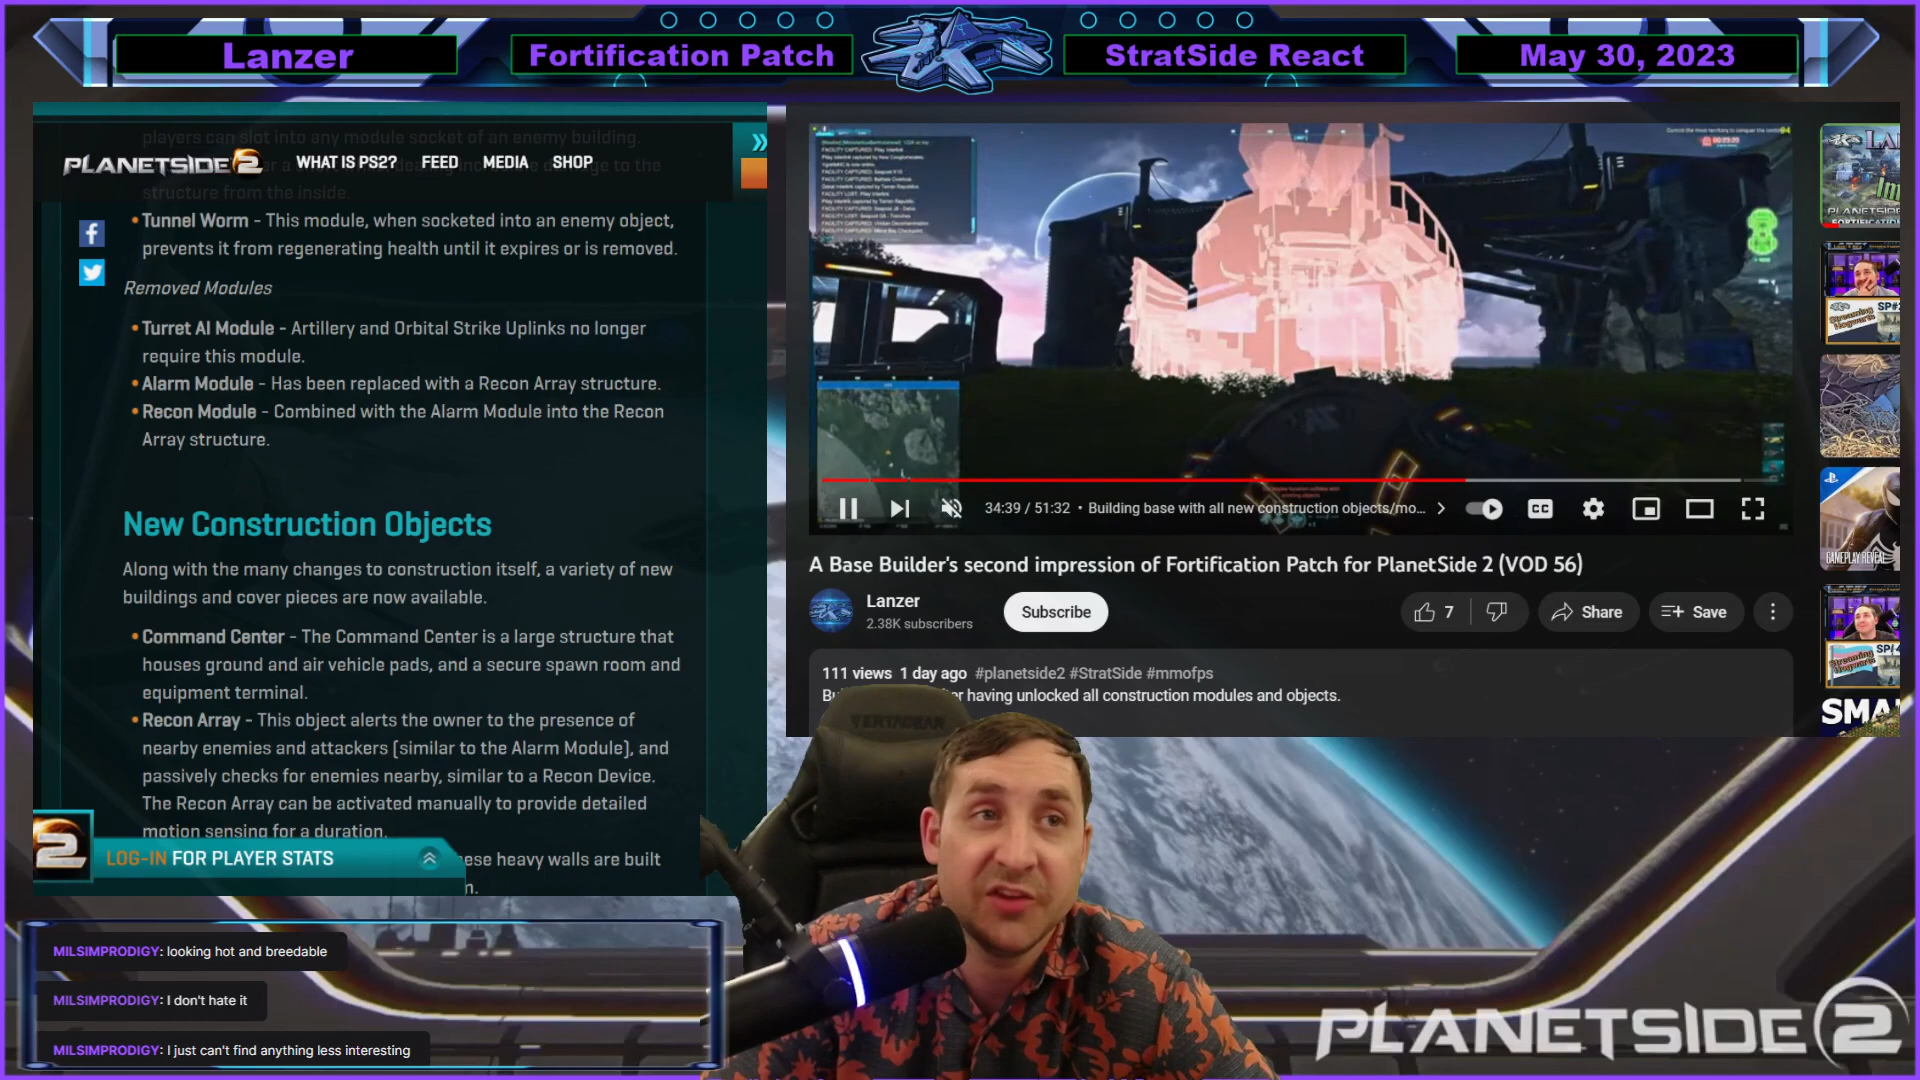 Lanzer
Fortification Patch
StratSide React
May 30, 2023
players can slot into any module socket of an enemy building.
PLANETSIDE 2
WHAT IS PS2?
FEED
MEDIA
SHOP
structure from the inside.
• Tunnel Worm - This module, when socketed into an enemy object,
prevents it from regenerating health until it expires or is removed.
Removed Modules
• Turret AI Module - Artillery and Orbital Strike Uplinks no longer
require this module.
• Alarm Module - Has been replaced with a Recon Array structure.
• Recon Module - Combined with the Alarm Module into the Recon
Array structure.
New Construction Objects
Along with the many changes to construction itself, a variety of new
buildings and cover pieces are now available.
• Command Center - The Command Center is a large structure that
houses ground and air vehicle pads, and a secure spawn room and
equipment terminal.
• Recon Array - This object alerts the owner to the presence of
nearby enemies and attackers (similar to the Alarm Module), and
passively checks for enemies nearby, similar to a Recon Device.
The Recon Array can be activated manually to provide detailed
motion sensing for a duration.
ese heavy walls are built
n.
2
LOG-IN FOR PLAYER STATS
34:39 / 51:32 • Building base with all new construction objects/mo...
CC
A Base Builder's second impression of Fortification Patch for PlanetSide 2 (VOD 56)
Lanzer
2.38K subscribers
Subscribe
7
Share
Save
111 views 1 day ago #planetside2 #StratSide #mmofps
having unlocked all construction modules and objects.
VERTAGEAR
LA
PLANETSIDE
SP#2
GAMEPLAY REVEAL
SMA
MILSIMPRODIGY: looking hot and breedable
MILSIMPRODIGY: I don't hate it
MILSIMPRODIGY: I just can't find anything less interesting
PLANETSIDE 2